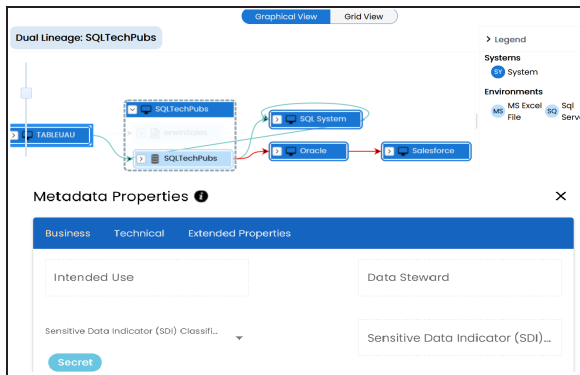 Graphical View Grid View
Dual Lineage: SQLTechPubs
Legend
Systems
SY System
Environments
MS MS Excel File SQ Sql Serve
SQLTechPubs
SQL System
TABLEUAU
SQLTechPubs
Oracle
Salesforce
Metadata Properties i
Business Technical Extended Properties
Intended Use
Data Steward
Sensitive Data Indicator (SDI) Classifi...
Sensitive Data Indicator (SDI)...
Secret